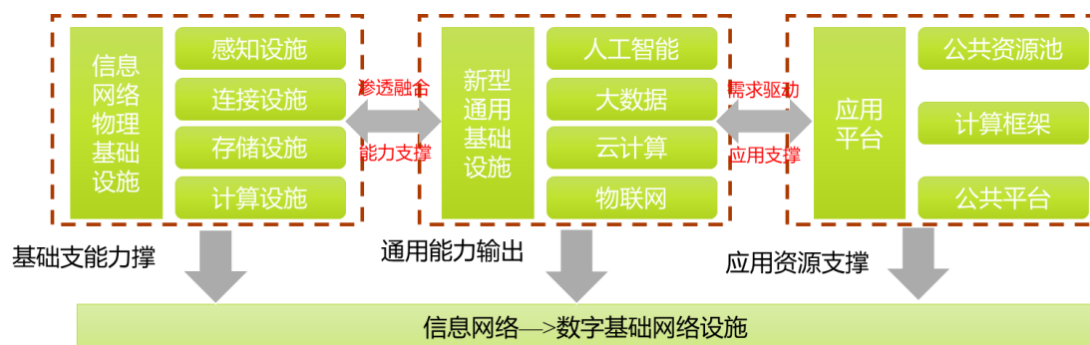 信息
网络
物理
基础
设施
感知设施
连接设施
存储设施
计算设施
渗透融合
能力支撑
新型
通用
基础
设施
人工智能
大数据
云计算
物联网
需求驱动
应用支撑
应用
平台
公共资源池
计算框架
公共平台
基础支能力撑
通用能力输出
应用资源支撑
信息网络—>数字基础网络设施